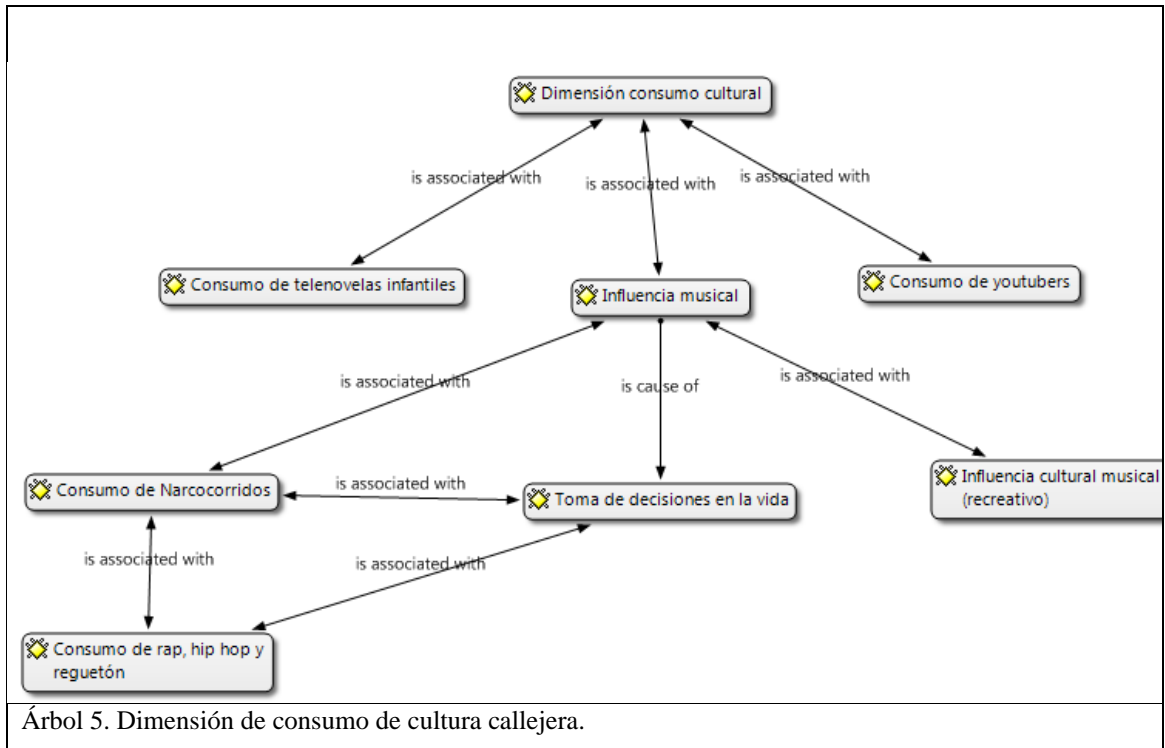 Dimensión consumo cultural
is associated with
is associated with
is associated with
Consumo de telenovelas infantiles
Influencia musical
Consumo de youtubers
is associated with
is cause of
is associated with
Consumo de Narcocorridos
is associated with
Toma de decisiones en la vida
Influencia cultural musical
(recreativo)
is associated with
is associated with
Consumo de rap, hip hop y
reguetón
Árbol 5. Dimensión de consumo de cultura callejera.